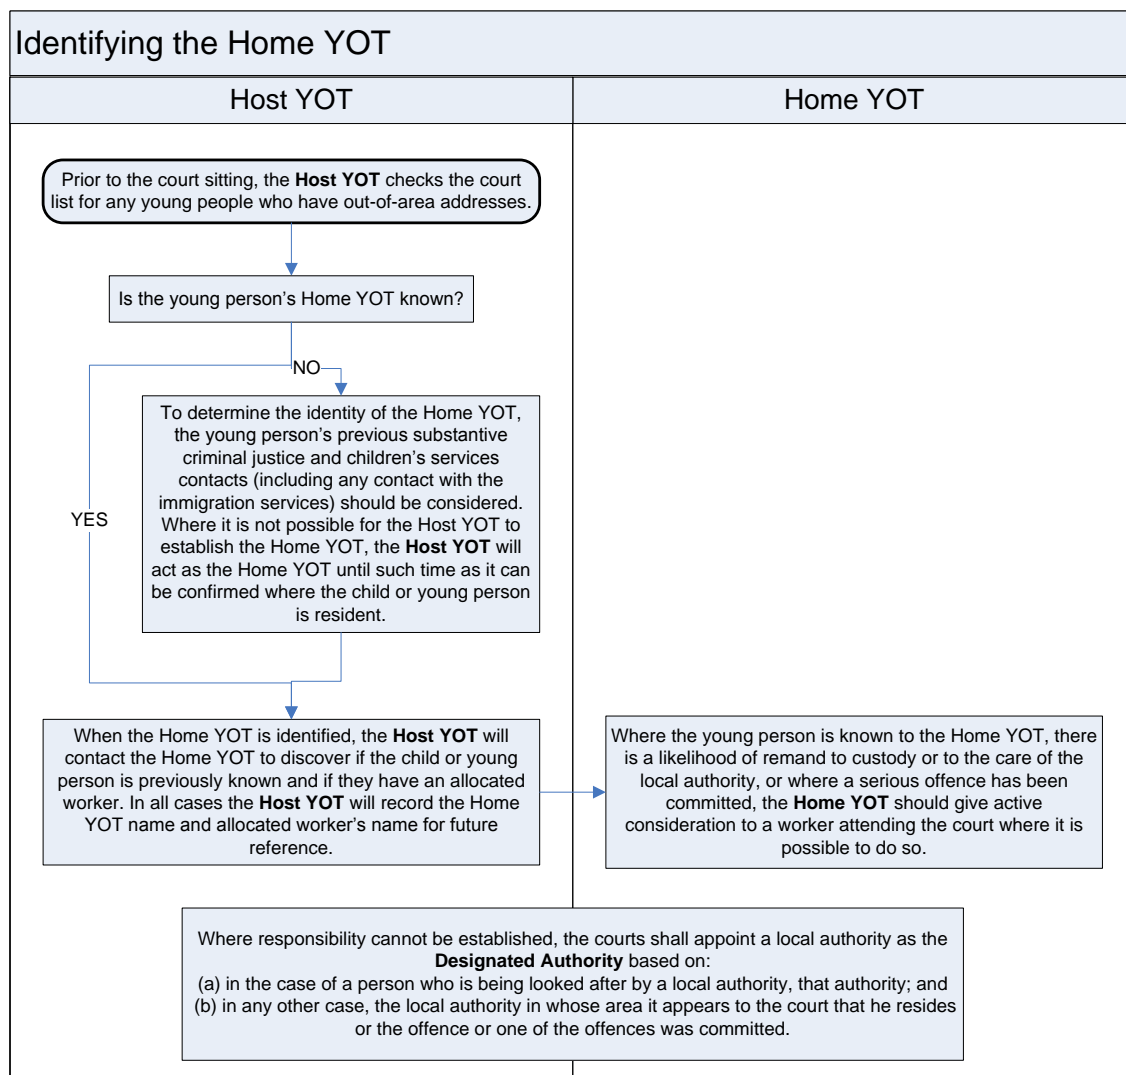 Identifying the Home YOT
Host YOT
Home YOT
Prior to the court sitting, the Host YOT checks the court
list for any young people who have out-of-area addresses.
Is the young person’s Home YOT known?
NO
YES
To determine the identity of the Home YOT,
the young person’s previous substantive
criminal justice and children’s services
contacts (including any contact with the
immigration services) should be considered.
Where it is not possible for the Host YOT to
establish the Home YOT, the Host YOT will
act as the Home YOT until such time as it can
be confirmed where the child or young person
is resident.
When the Home YOT is identified, the Host YOT will
contact the Home YOT to discover if the child or young
person is previously known and if they have an allocated
worker. In all cases the Host YOT will record the Home
YOT name and allocated worker’s name for future
reference.
Where the young person is known to the Home YOT, there
is a likelihood of remand to custody or to the care of the
local authority, or where a serious offence has been
committed, the Home YOT should give active
consideration to a worker attending the court where it is
possible to do so.
Where responsibility cannot be established, the courts shall appoint a local authority as the
Designated Authority based on:
(a) in the case of a person who is being looked after by a local authority, that authority; and
(b) in any other case, the local authority in whose area it appears to the court that he resides
or the offence or one of the offences was committed.